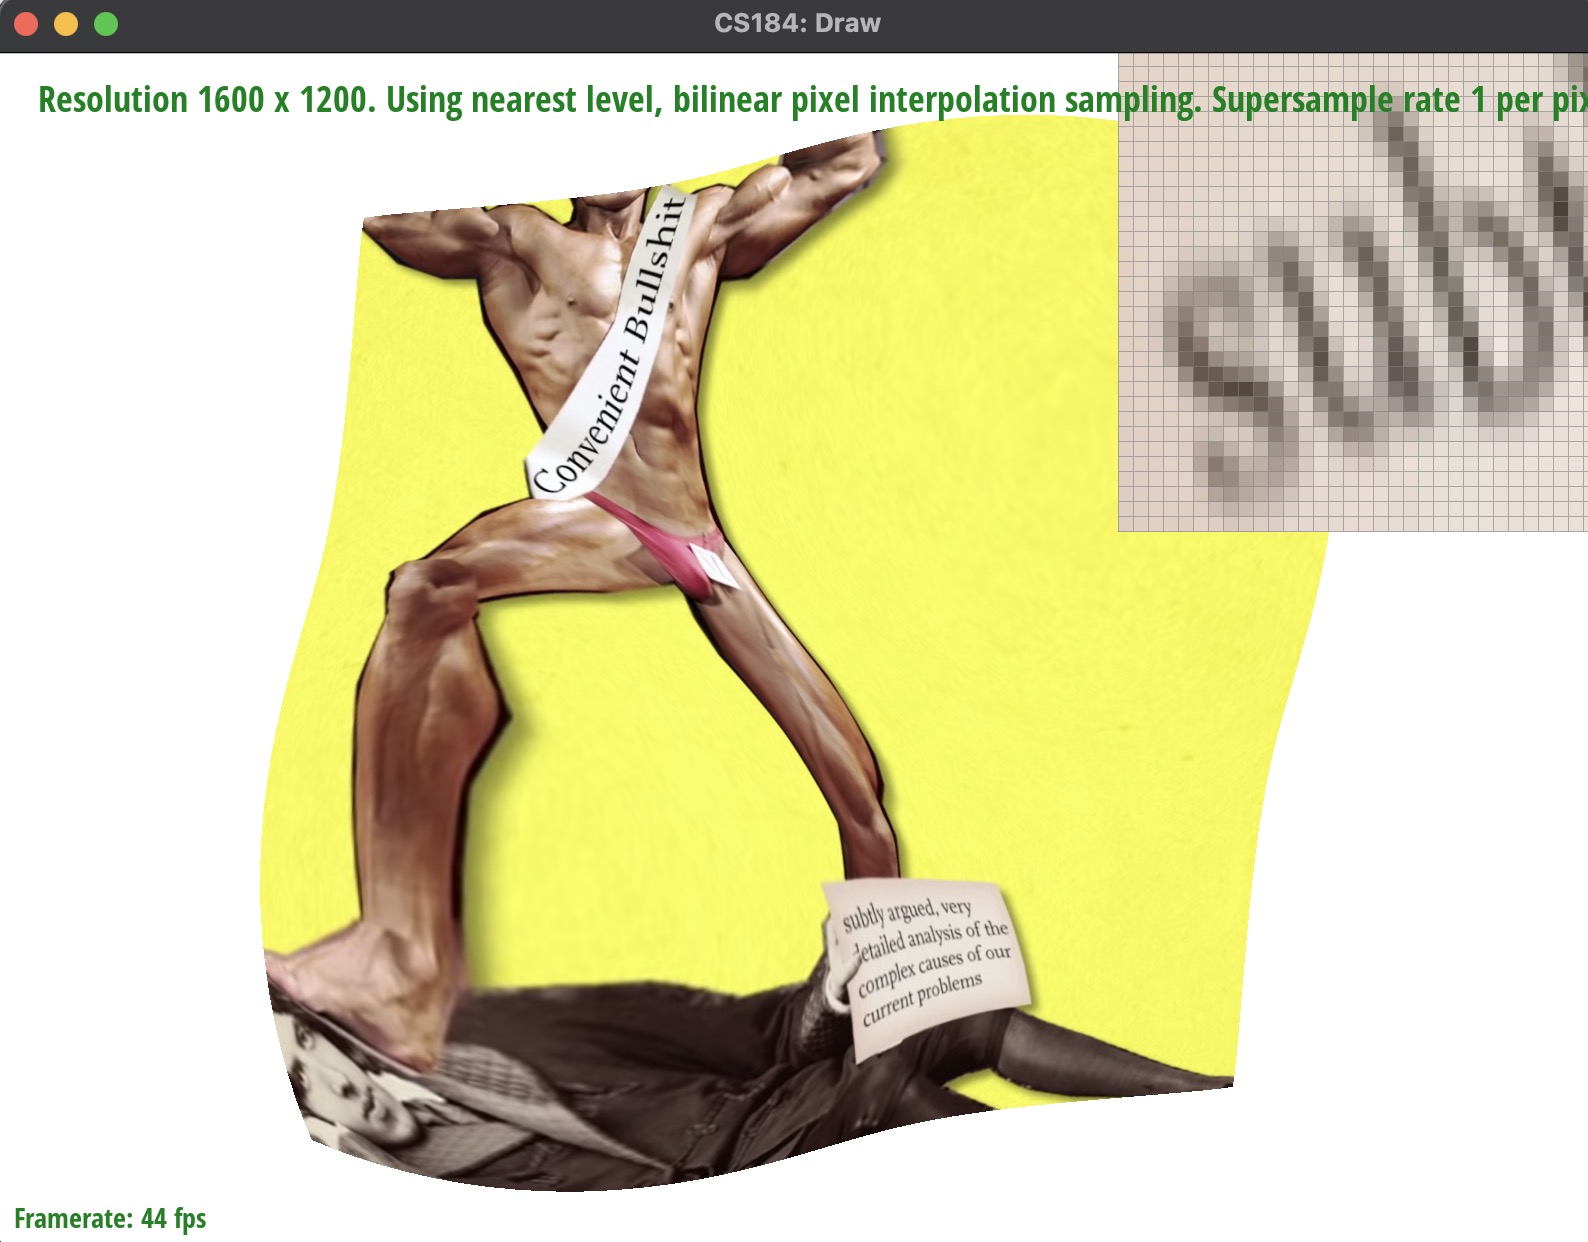 CS184: Draw
Resolution 1600 x 1200. Using nearest level, bilinear pixel interpolation sampling. Supersample rate 1 per pix
sub
Convenient Bullshit
subtly argued, very
detailed analysis of the
complex causes of our
current problems
Framerate: 44 fps